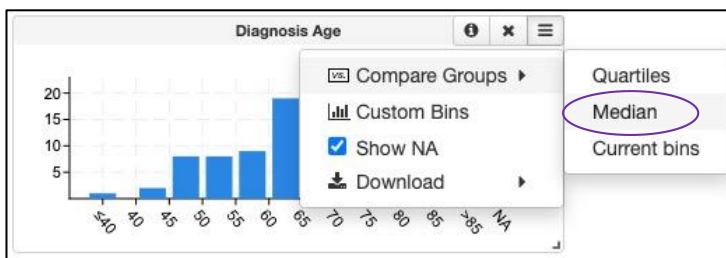 Diagnosis Age
vs. Compare Groups
Quartiles
Custom Bins
Median
Show NA
Current bins
Download
20
15
10
5
≤40 40 45 50 55 60 65 70 75 80 85 >85 NA